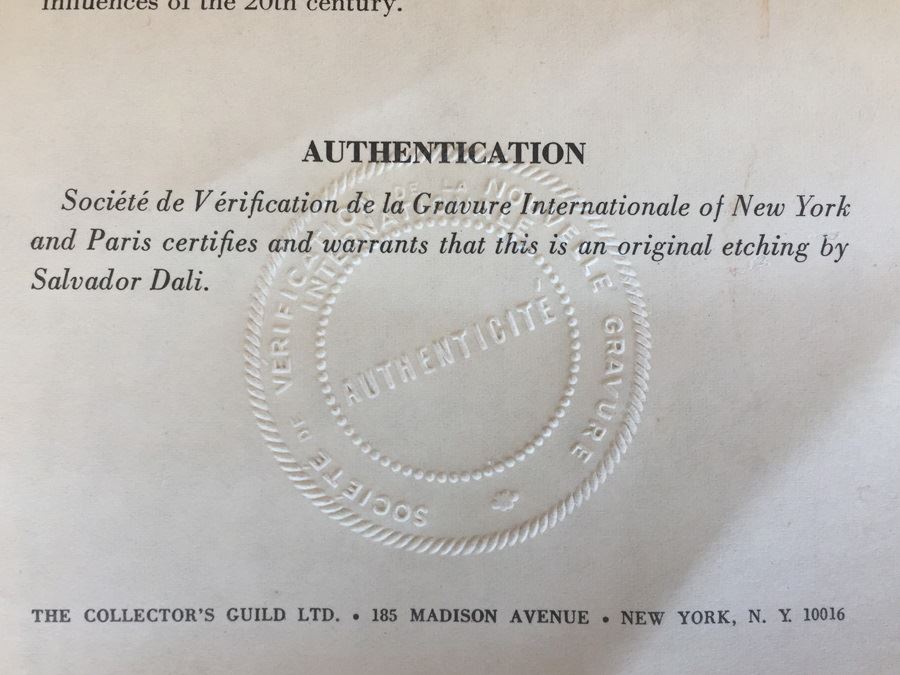 influences of the 20th century.
AUTHENTICATION
Société de Vérification de la Gravure Internationale of New York
and Paris certifies and warrants that this is an original etching by
Salvador Dali.
SOCIETE DE VERIFICATION DE LA NOUVELLE GRAVURE
INTERNATIONALE
AUTHENTICITÉ
THE COLLECTOR'S GUILD LTD. • 185 MADISON AVENUE • NEW YORK, N. Y. 10016